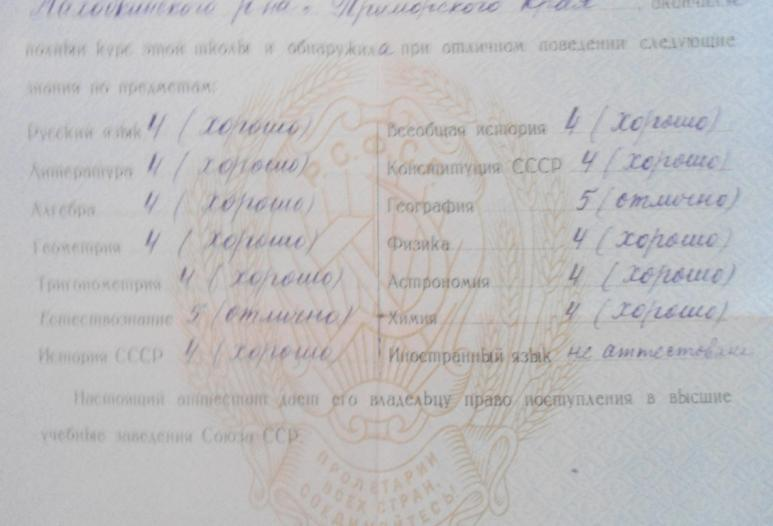 р-на, Приморского края, окончила
полный курс этой школы и обнаружила при отличном поведении следующие
знания по предметам:
Русский язык 4 (хорошо) Всеобщая история 4 (хорошо)
Литература 4 (хорошо) Конституция СССР 4 (хорошо)
Алгебра 4 (хорошо) География 5 (отлично)
Геометрия 4 (хорошо) Физика 4 (хорошо)
Тригонометрия 4 (хорошо) Астрономия 4 (хорошо)
Естествознание 5 (отлично) Химия 4 (хорошо)
История СССР 4 (хорошо) Иностранный язык не аттестована
Настоящий аттестат даёт его владельцу право поступления в высшие
учебные заведения Союза ССР.
Р.С.Ф.С.Р.
ПРОЛЕТАРИИ
ВСЕХ СТРАН,
СОЕДИНЯЙТЕСЬ!